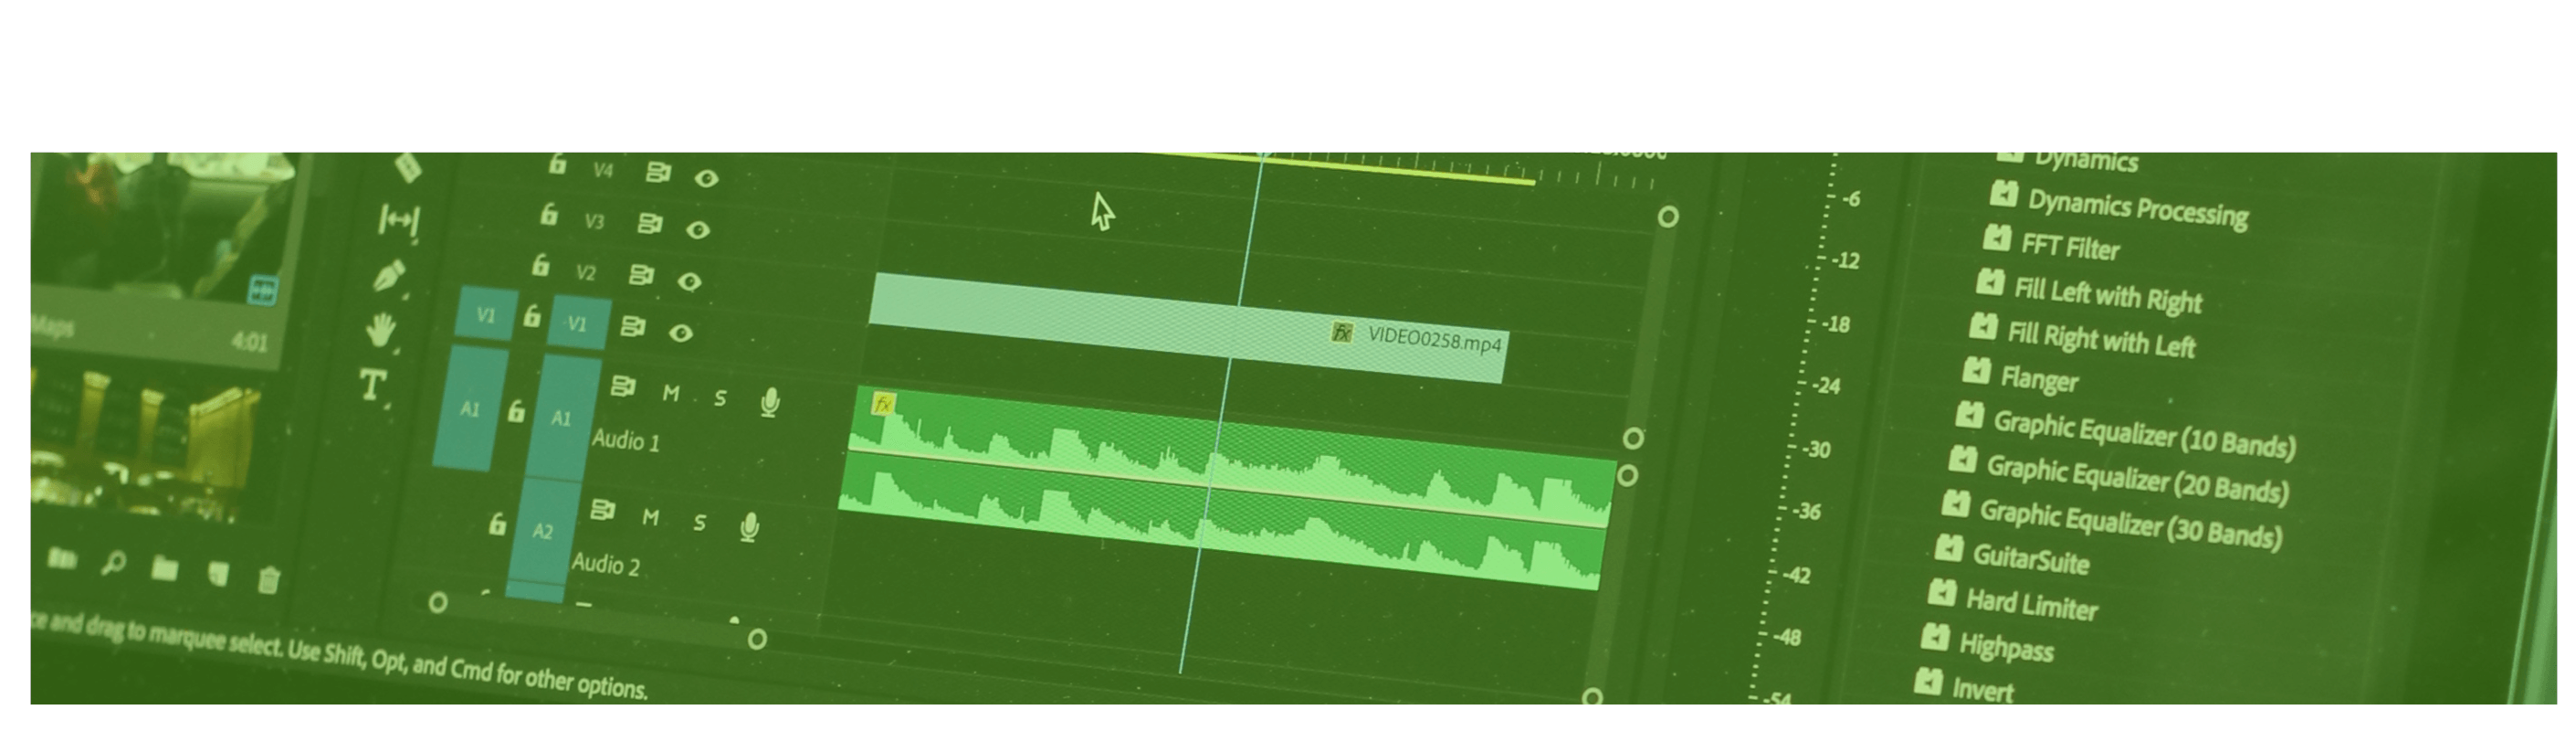 Maps
4:01
and drag to marquee select. Use Shift, Opt, and Cmd for other options.
V4
V3
V2
V1
V1
A1
A1
M
S
Audio 1
A2
M
S
Audio 2
fx VIDEO0258.mp4
fx
-6
-12
-18
-24
-30
-36
-42
-48
-54
Dynamics
Dynamics Processing
FFT Filter
Fill Left with Right
Fill Right with Left
Flanger
Graphic Equalizer (10 Bands)
Graphic Equalizer (20 Bands)
Graphic Equalizer (30 Bands)
GuitarSuite
Hard Limiter
Highpass
Invert